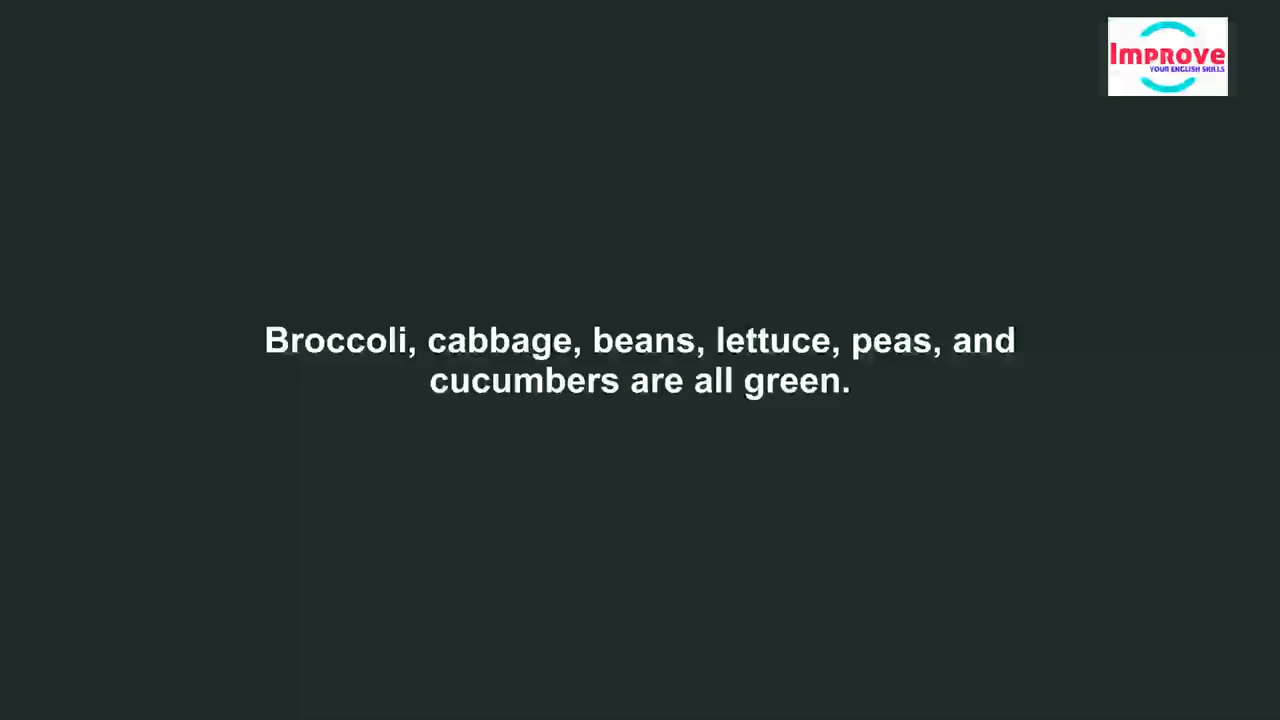 Improve
YOUR ENGLISH SKILLS
Broccoli, cabbage, beans, lettuce, peas, and
cucumbers are all green.